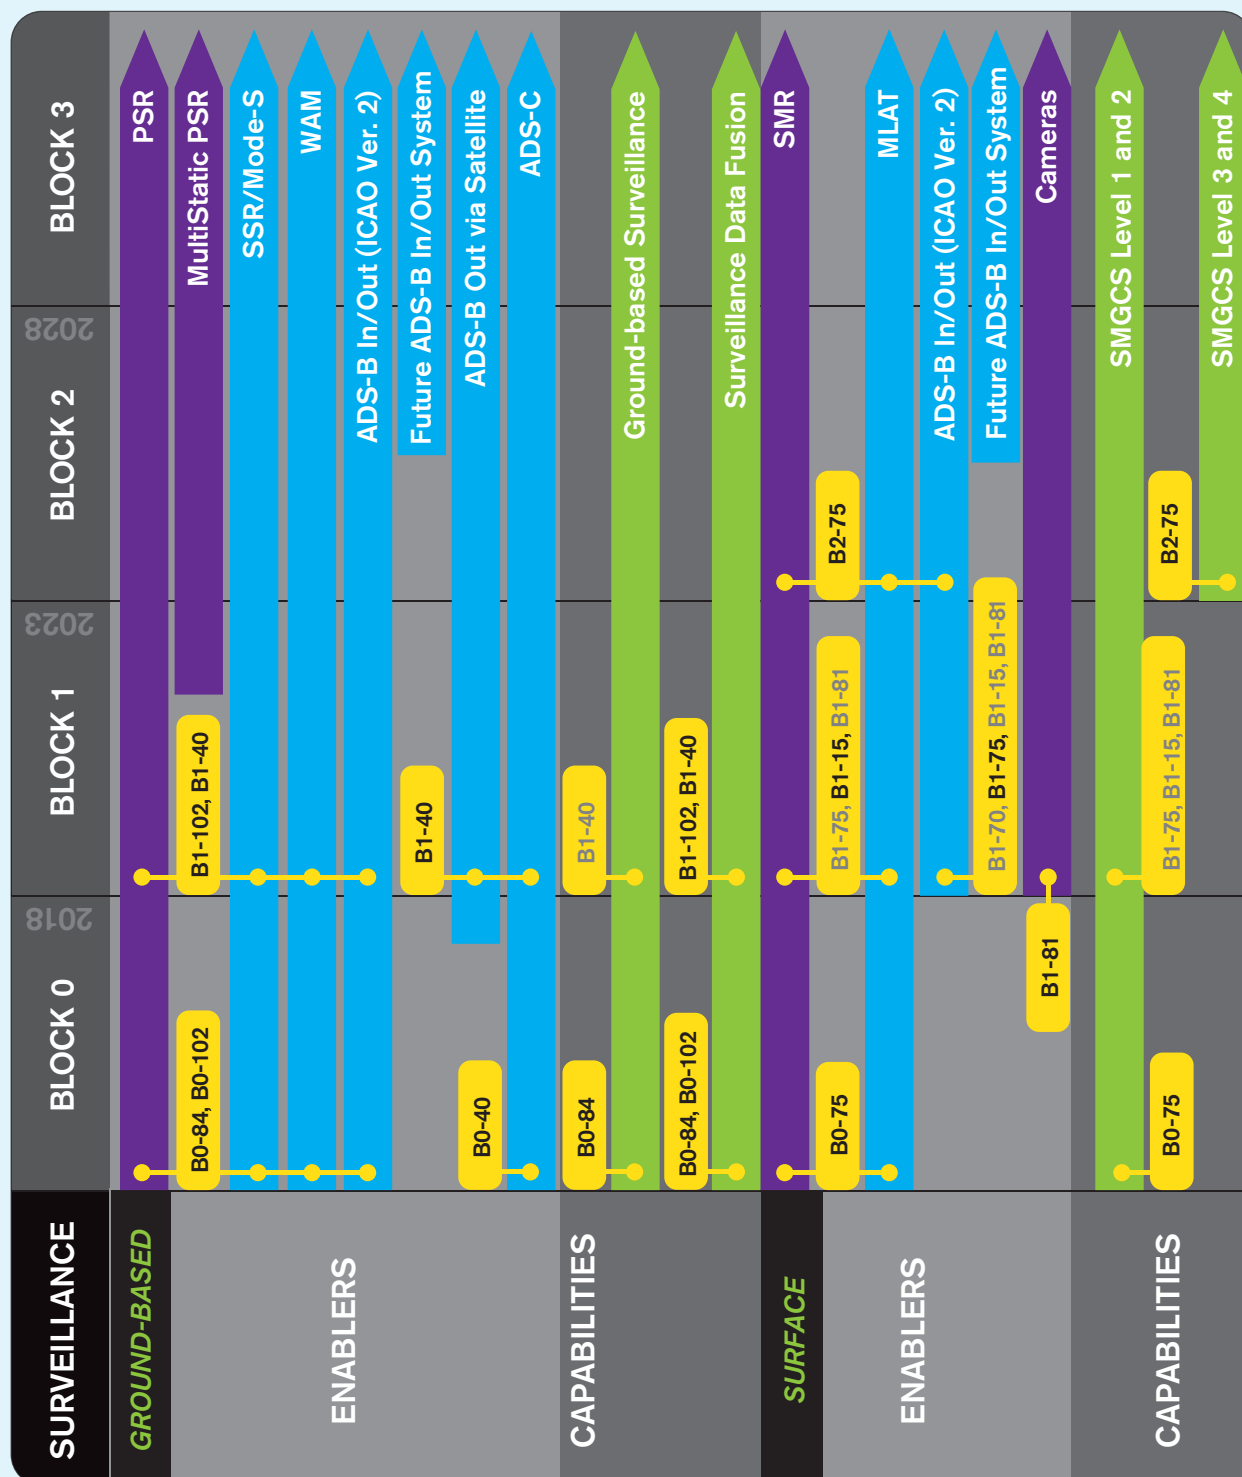 SURVEILLANCE
BLOCK 0
2018
BLOCK 1
2023
BLOCK 2
2028
BLOCK 3
GROUND-BASED
ENABLERS
PSR
B0-84, B0-102
B1-102, B1-40
MultiStatic PSR
SSR/Mode-S
WAM
ADS-B In/Out (ICAO Ver. 2)
B1-40
Future ADS-B In/Out System
B0-40
ADS-B Out via Satellite
ADS-C
CAPABILITIES
B0-84
B1-40
Ground-based Surveillance
B0-84, B0-102
B1-102, B1-40
Surveillance Data Fusion
SURFACE
ENABLERS
SMR
B0-75
B1-75, B1-15, B1-81
B2-75
MLAT
ADS-B In/Out (ICAO Ver. 2)
B1-70, B1-75, B1-15, B1-81
Future ADS-B In/Out System
B1-81
Cameras
CAPABILITIES
SMGCS Level 1 and 2
B0-75
B1-75, B1-15, B1-81
B2-75
SMGCS Level 3 and 4